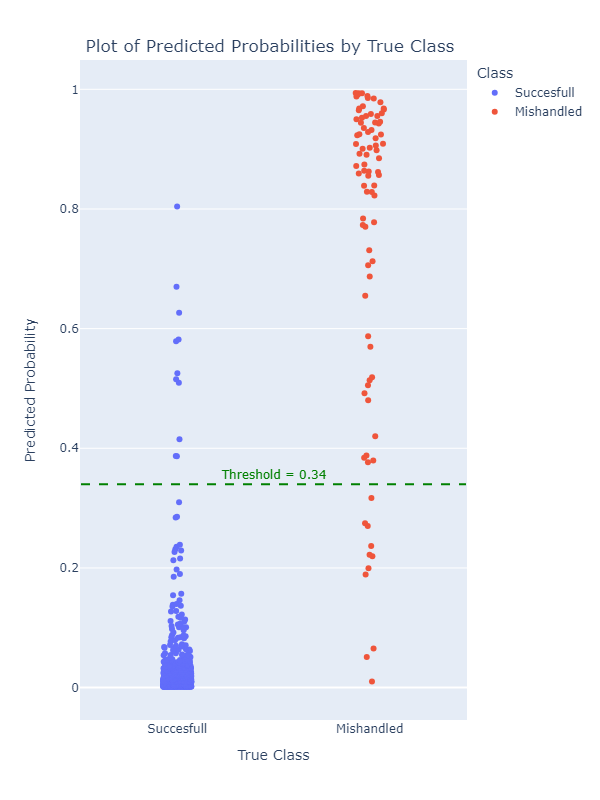 Plot of Predicted Probabilities by True Class
Class
Succesfull
Mishandled
1
0.8
0.6
0.4
0.2
0
Predicted Probability
Threshold = 0.34
Succesfull
Mishandled
True Class